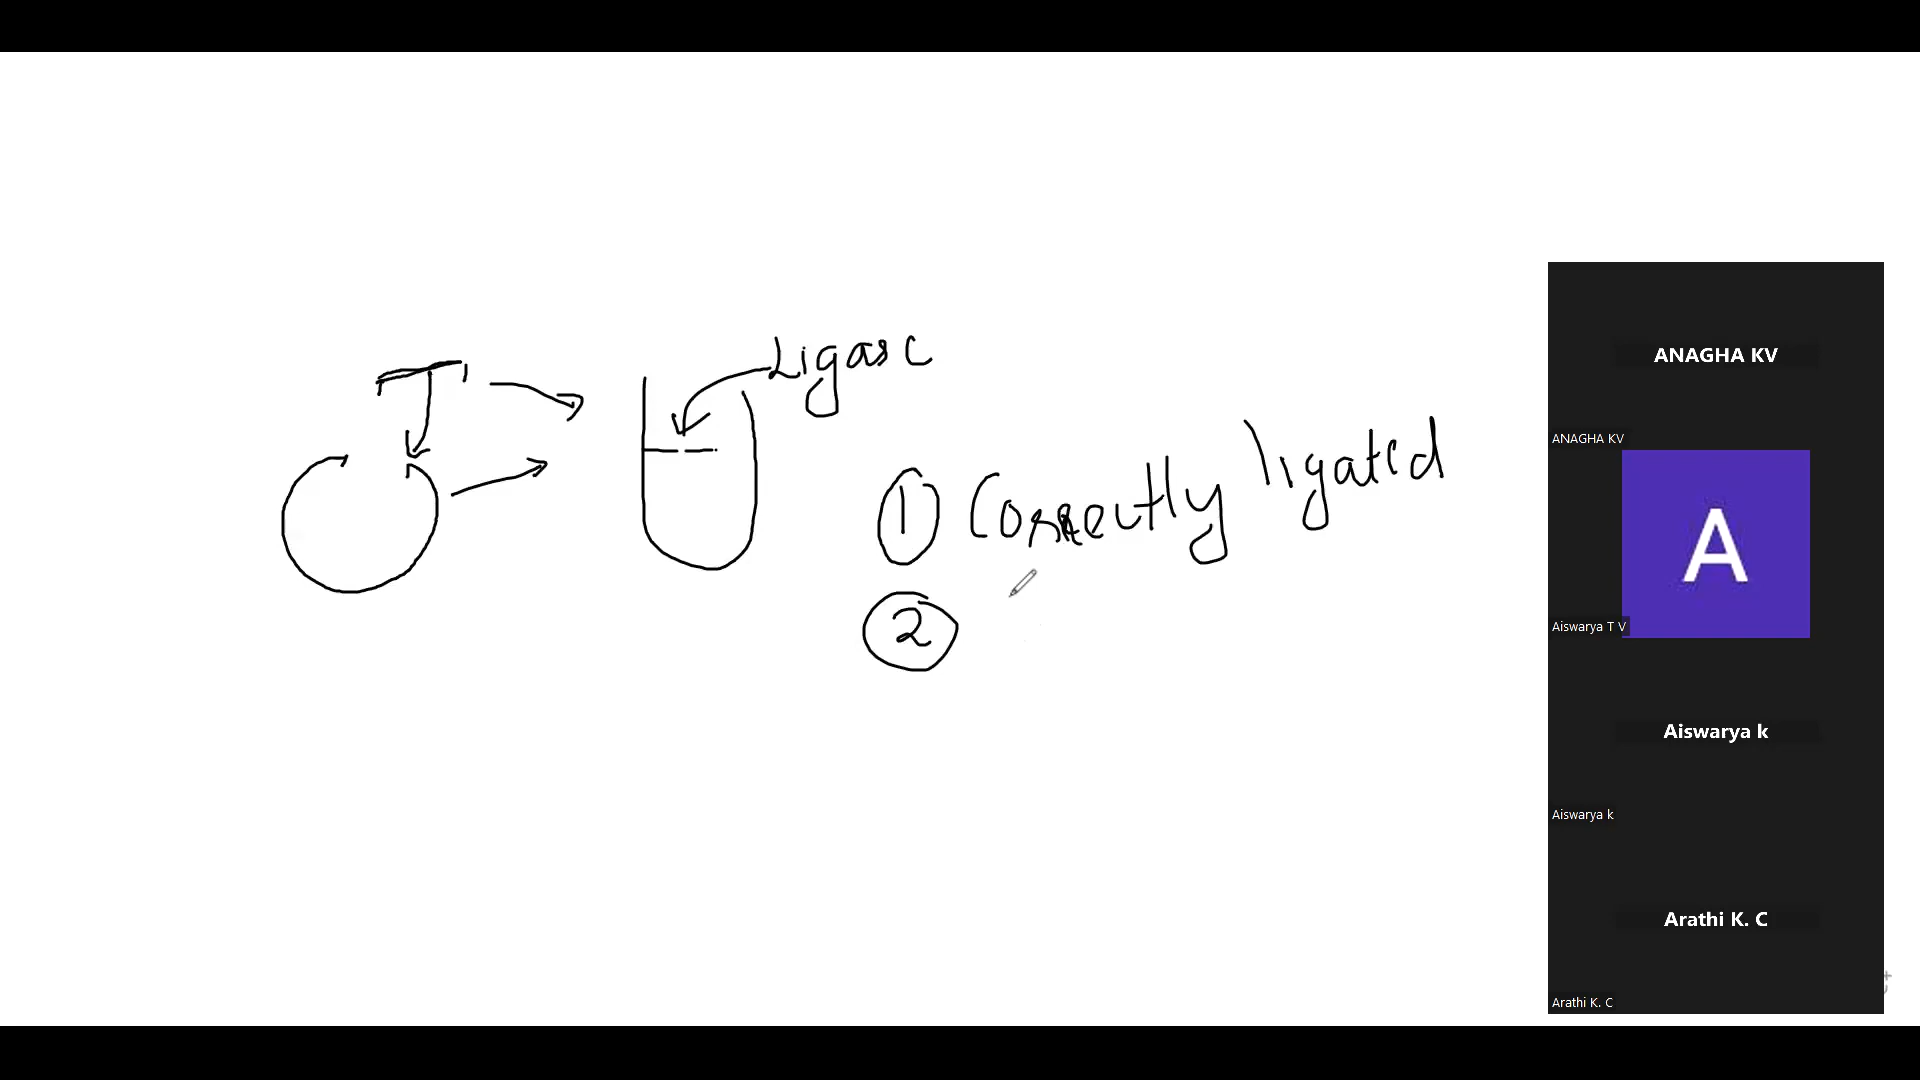 Ligase
1 Correctly ligated
2
ANAGHA KV
ANAGHA KV
A
Aiswarya T V
Aiswarya k
Aiswarya k
Arathi K. C
Arathi K. C